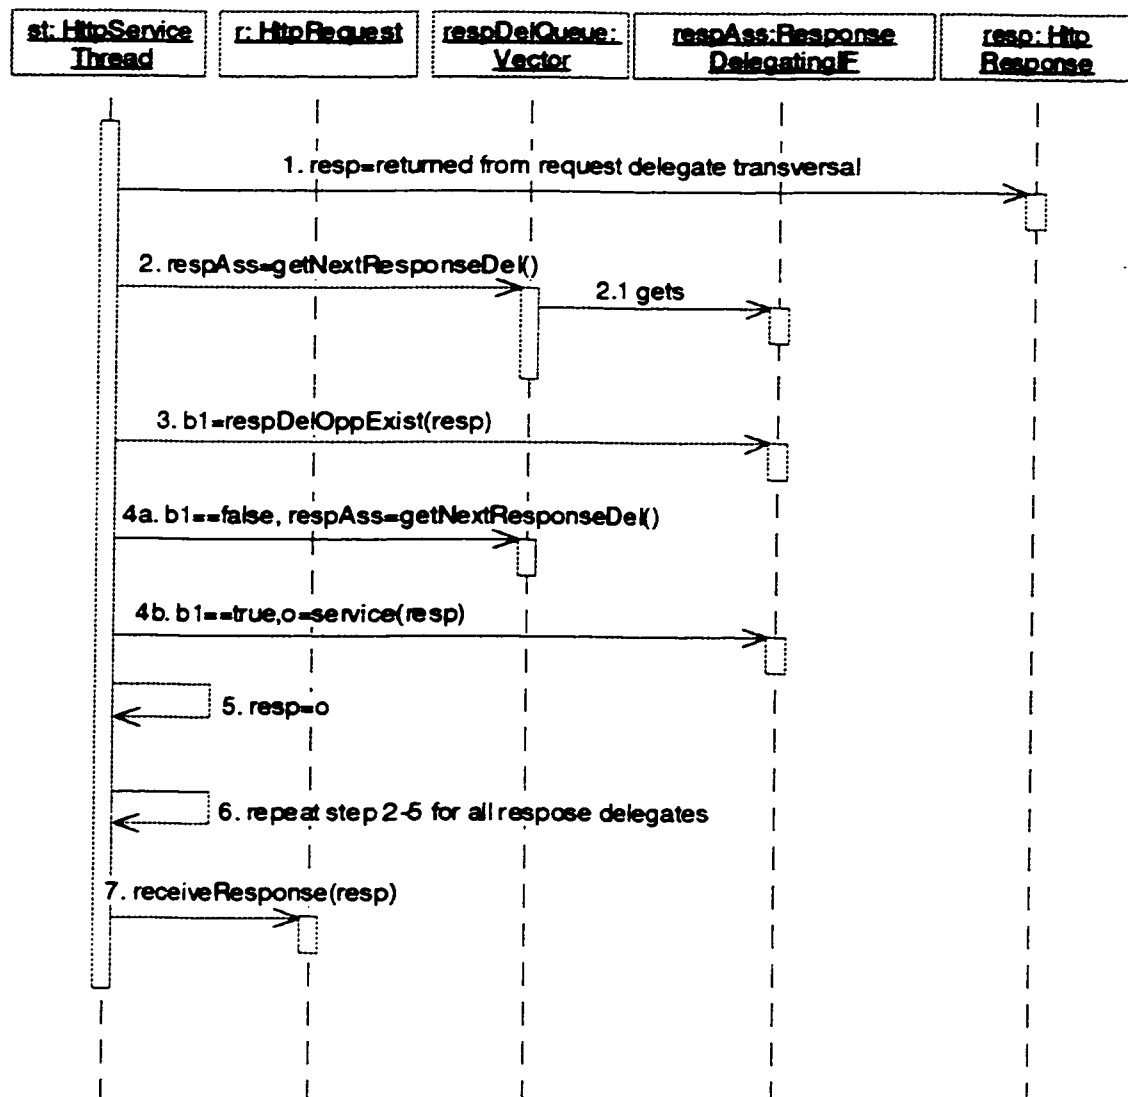 st: HttpService
Thread
r: HttpRequest
respDelQueue:
Vector
respAss:Response
DelegatingIF
resp: Http
Response
1. resp=returned from request delegate transversal
2. respAss=getNextResponseDel()
2.1 gets
3. b1=respDelOppExist(resp)
4a. b1==false, respAss=getNextResponseDel()
4b. b1==true,o=service(resp)
5. resp=o
6. repeat step 2-5 for all respose delegates
7. receiveResponse(resp)